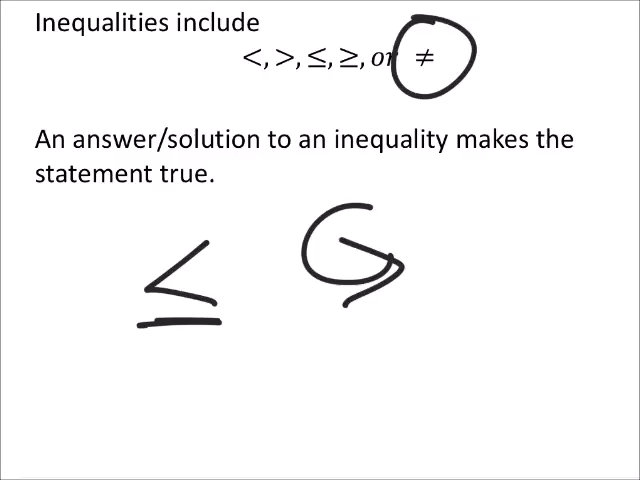 Inequalities include
<, >, ≤, ≥, or ≠
An answer/solution to an inequality makes the
statement true.
≤ >